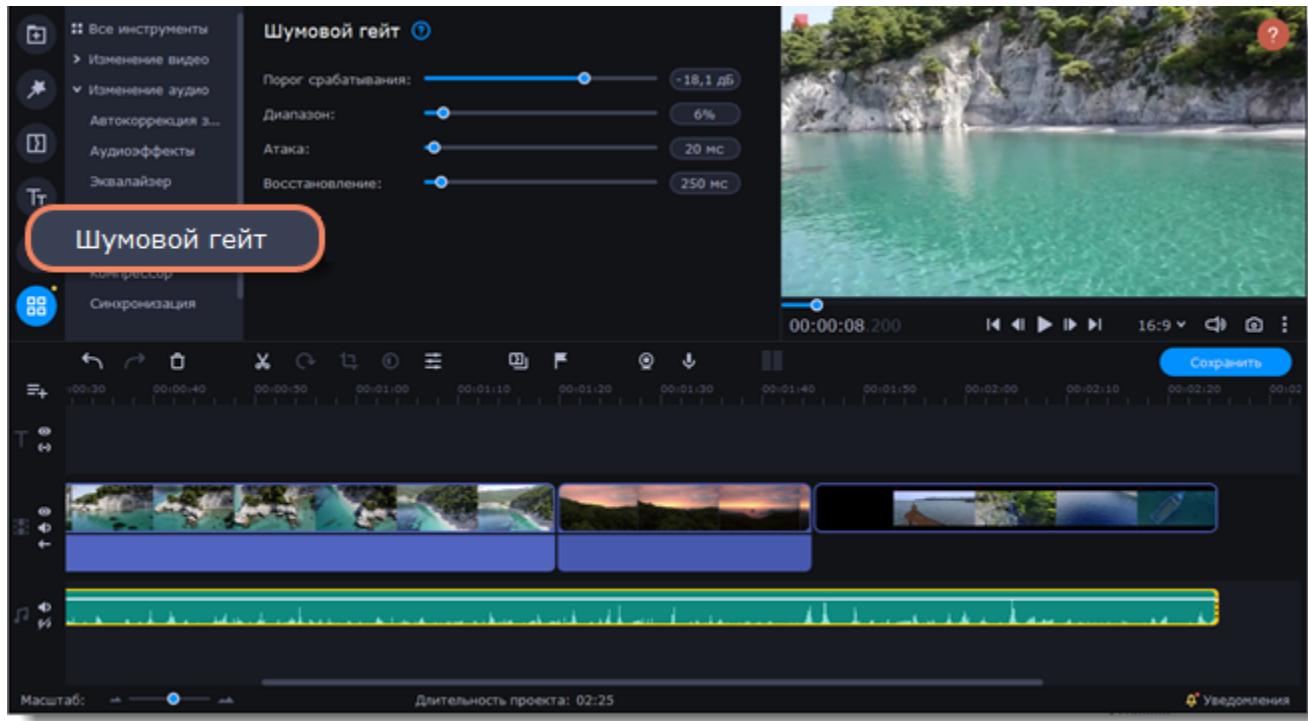 Все инструменты
Изменение видео
Изменение аудио
Автокоррекция з...
Аудиоэффекты
Эквалайзер
Шумовой гейт
Компрессор
Синхронизация
Шумовой гейт ?
Порог срабатывания: -18,1 дБ
Диапазон: 6%
Атака: 20 мс
Восстановление: 250 мс
?
00:00:08.200
16:9
Сохранить
:00:30 00:00:40 00:00:50 00:01:00 00:01:10 00:01:20 00:01:30 00:01:40 00:01:50 00:02:00 00:02:10 00:02:20 00:02
Масштаб:
Длительность проекта: 02:25
Уведомления